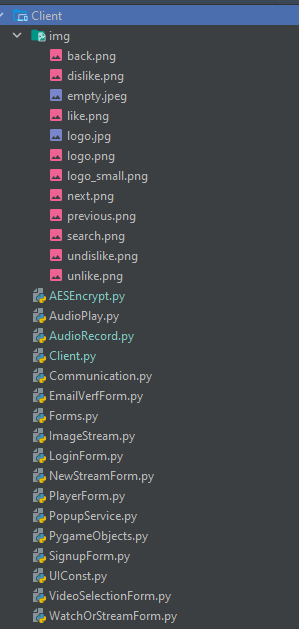 Client
img
back.png
dislike.png
empty.jpeg
like.png
logo.jpg
logo.png
logo_small.png
next.png
previous.png
search.png
undislike.png
unlike.png
AESEncrypt.py
AudioPlay.py
AudioRecord.py
Client.py
Communication.py
EmailVerfForm.py
Forms.py
ImageStream.py
LoginForm.py
NewStreamForm.py
PlayerForm.py
PopupService.py
PygameObjects.py
SignupForm.py
UIConst.py
VideoSelectionForm.py
WatchOrStreamForm.py